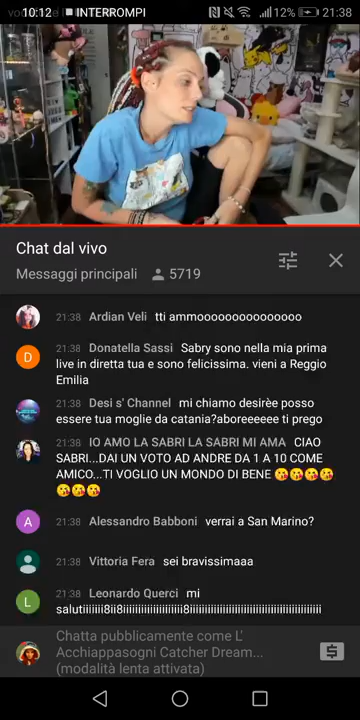 10:12 INTERROMPI 12% 21:38
Chat dal vivo
Messaggi principali 5719
21:38 Ardian Veli tti ammooooooooooooooo
21:38 Donatella Sassi Sabry sono nella mia prima
live in diretta tua e sono felicissima. vieni a Reggio
Emilia
21:38 Desi s' Channel mi chiamo desirèe posso
essere tua moglie da catania?aboreeeeee ti prego
21:38 IO AMO LA SABRI LA SABRI MI AMA CIAO
SABRI...DAI UN VOTO AD ANDRE DA 1 A 10 COME
AMICO...TI VOGLIO UN MONDO DI BENE 😘😘😘😘
😘😘😘
A 21:38 Alessandro Babboni verrai a San Marino?
21:38 Vittoria Fera sei bravissimaaa
L 21:38 Leonardo Querci mi
salutiiiiiii8ii8iiiiiiiiiiiiiiiiiiii8iiiiiiiiiiiiiiiiiiiiiiiiiiiiiiiiiiiiii
Chatta pubblicamente come L'
Acchiappasogni Catcher Dream...
(modalità lenta attivata)